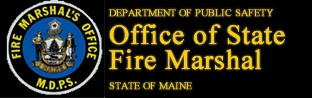 FIRE MARSHAL'S OFFICE
M.D.P.S.
DEPARTMENT OF PUBLIC SAFETY
Office of State
Fire Marshal
STATE OF MAINE